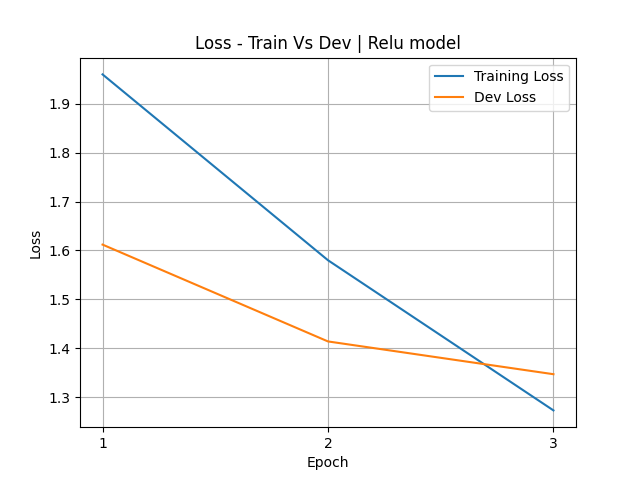 Loss - Train Vs Dev | Relu model
Training Loss
Dev Loss
1.9
1.8
1.7
1.6
1.5
1.4
1.3
Loss
1 2 3
Epoch